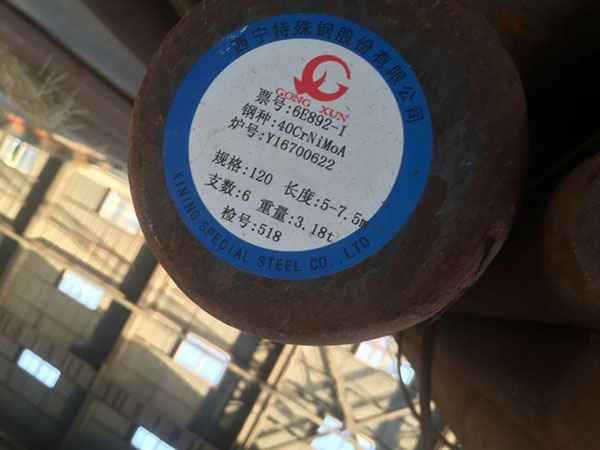 西宁特殊钢股份有限公司
GONG XUN
票号:6E892-1
钢种:40CrNiMoA
炉号:Y16700622
规格:120 长度:5-7.5m
支数:6 重量:3.18t
检号:518
XINING SPECIAL STEEL CO.,LTD